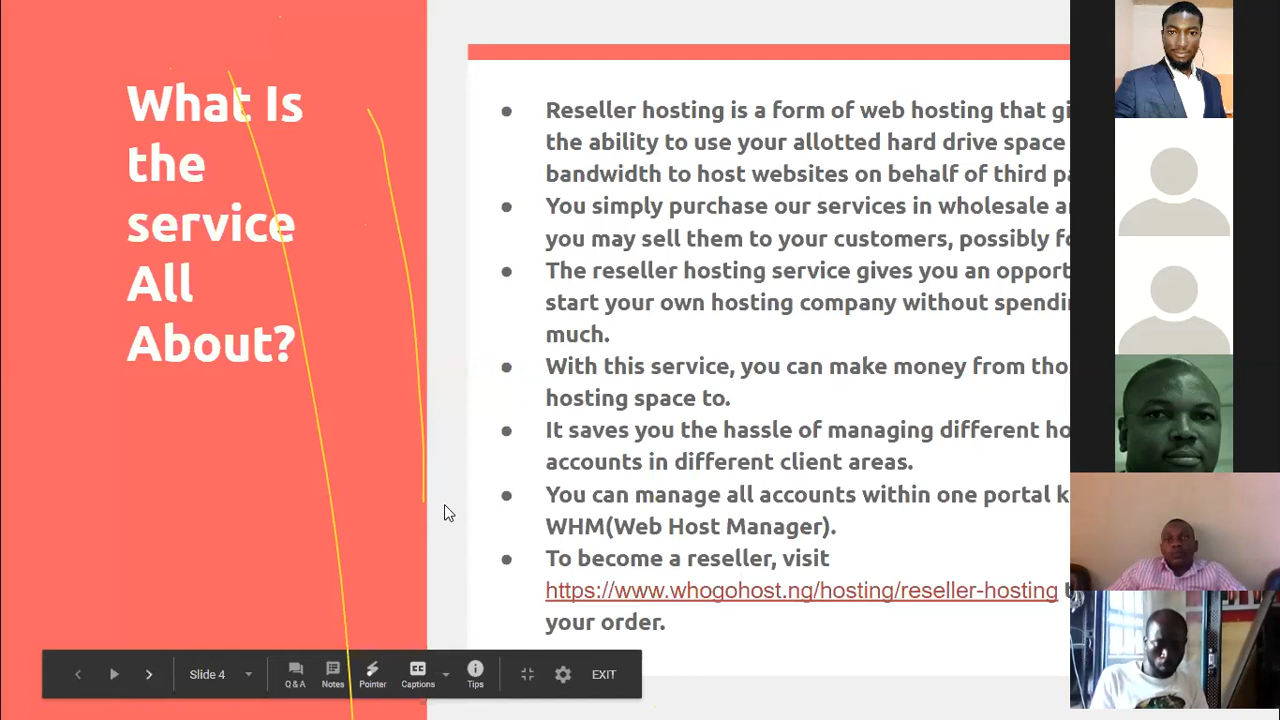 What Is
the
service
All
About?
Reseller hosting is a form of web hosting that
the ability to use your allotted hard drive space
bandwidth to host websites on behalf of third
You simply purchase our services in wholesale
you may sell them to your customers, possibly
The reseller hosting service gives you an
start your own hosting company without
much.
With this service, you can make money from
hosting space to.
It saves you the hassle of managing different
accounts in different client areas.
You can manage all accounts within one portal
WHM(Web Host Manager).
To become a reseller, visit
https://www.whogohost.ng/hosting/reseller-hosting
your order.
Slide 4
Q&A
Notes
Pointer
Captions
Tips
EXIT